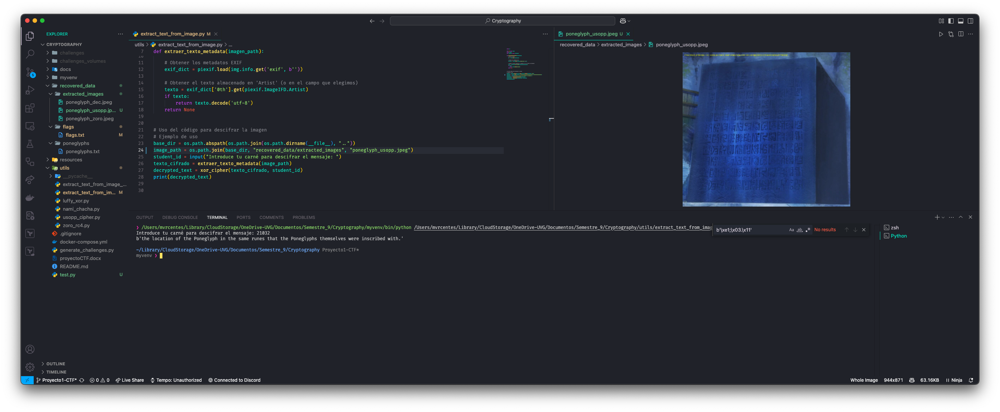 Cryptography
EXPLORER
CRYPTOGRAPHY
challenges
challenges_volumes
docs
myvenv
recovered_data
extracted_images
poneglyph_dec.jpeg
poneglyph_usopp.jp... U
poneglyph_zoro.jpeg
flags
flags.txt M
poneglyphs
poneglyphs.txt
resources
utils
__pycache__
extract_text_from_image_...
extract_text_from_im... M
luffy_xor.py
nami_chacha.py
usopp_cipher.py
zoro_rc4.py
.gitignore
docker-compose.yml
generate_challenges.py
proyectoCTF.docx
README.md
test.py U
OUTLINE
TIMELINE
5
extract_text_from_image.py M
utils > extract_text_from_image.py > ...
7 def extraer_texto_metadata(imagen_path):
11 # Obtener los metadatos EXIF
12 exif_dict = piexif.load(img.info.get('exif', b''))
13
14 # Obtener el texto almacenado en 'Artist' (o en el campo que elegimos)
15 texto = exif_dict['0th'].get(piexif.ImageIFD.Artist)
16 if texto:
17 return texto.decode('utf-8')
18 return None
19
20
21 # Uso del código para descifrar la imagen
22 # Ejemplo de uso
23 base_dir = os.path.abspath(os.path.join(os.path.dirname(__file__), ".."))
24 image_path = os.path.join(base_dir, "recovered_data/extracted_images", "poneglyph_usopp.jpeg")
25 student_id = input("Introduce tu carné para descifrar el mensaje: ")
26 texto_cifrado = extraer_texto_metadata(image_path)
27 decrypted_text = xor_cipher(texto_cifrado, student_id)
28 print(decrypted_text)
29
30
poneglyph_usopp.jpeg U
recovered_data > extracted_images > poneglyph_usopp.jpeg
OUTPUT DEBUG CONSOLE TERMINAL PORTS COMMENTS PROBLEMS
❯ /Users/mvrcentes/Library/CloudStorage/OneDrive-UVG/Documentos/Semestre_9/Cryptography/myvenv/bin/python /Users/mvrcentes/Library/CloudStorage/OneDrive-UVG/Documentos/Semestre_9/Cryptography/utils/extract_text_from_imag
Introduce tu carné para descifrar el mensaje: 21032
b'the location of the Poneglyph in the same runes that the Poneglyphs themselves were inscribed with.'
~/Library/CloudStorage/OneDrive-UVG/Documentos/Semestre_9/Cryptography Proyecto1-CTF*
myvenv ❯
b'\xe1;\x03.\x11' Aa ab .* No results
zsh
Python
Proyecto1-CTF* 0 0 Live Share Tempo: Unauthorized Connected to Discord
Whole Image 944x871 63.16KB Ninja